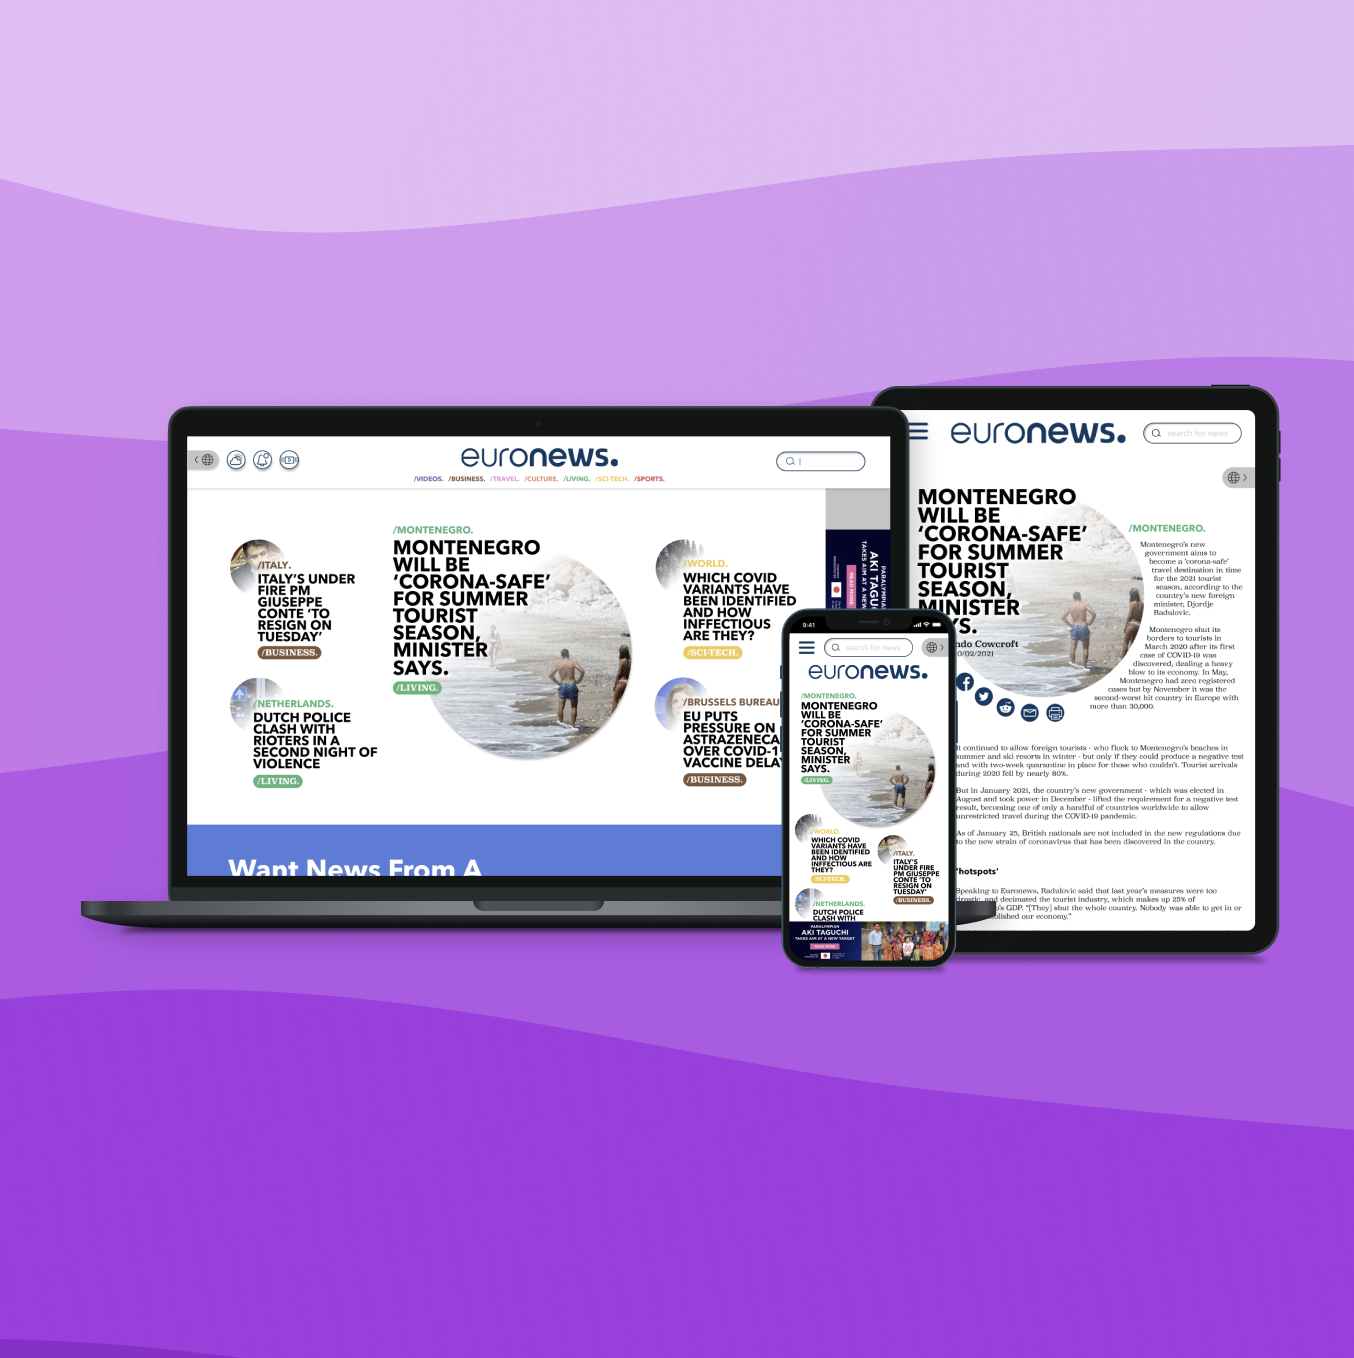 euronews.
/VIDEOS. /BUSINESS. /TRAVEL. /CULTURE. /LIVING. /SCI-TECH. /SPORTS.
/ITALY.
ITALY'S UNDER
FIRE PM
GIUSEPPE
CONTE 'TO
RESIGN ON
TUESDAY'
/BUSINESS.
/NETHERLANDS.
DUTCH POLICE
CLASH WITH
RIOTERS IN A
SECOND NIGHT OF
VIOLENCE
/LIVING.
/MONTENEGRO.
MONTENEGRO
WILL BE
'CORONA-SAFE'
FOR SUMMER
TOURIST
SEASON,
MINISTER
SAYS.
/LIVING.
/WORLD.
WHICH COVID
VARIANTS HAVE
BEEN IDENTIFIED
AND HOW
INFFECTIOUS
ARE THEY?
/SCI-TECH.
/BRUSSELS BUREAU
EU PUTS
PRESSURE ON
ASTRAZENECA
OVER COVID-1
VACCINE DELAY
/BUSINESS.
PARALYMPIAN
AKI TAGU
TAKES AIM AT A NEW
READ MORE
Want News From A
9:41
search for news
euronews.
/MONTENEGRO.
MONTENEGRO
WILL BE
'CORONA-SAFE'
FOR SUMMER
TOURIST
SEASON,
MINISTER
SAYS.
/LIVING.
/WORLD.
WHICH COVID
VARIANTS HAVE
BEEN IDENTIFIED
AND HOW
INFFECTIOUS ARE
THEY?
/SCI-TECH.
/ITALY.
ITALY'S
UNDER FIRE
PM GIUSEPPE
CONTE 'TO
RESIGN ON
TUESDAY'
/BUSINESS.
/NETHERLANDS.
DUTCH POLICE
CLASH WITH
PARALYMPIAN
AKI TAGUCHI
TAKES AIM AT A NEW TARGET
READ MORE
euronews.
search for news
MONTENEGRO
WILL BE
'CORONA-SAFE'
FOR SUMMER
TOURIST
SEASON,
MINISTER
YS.
ndo Cowcroft
0/02/2021
/MONTENEGRO.
Montenegro's new
government aims to
become a 'corona-safe'
travel destination in time
for the 2021 tourist
season, according to the
country's new foreign
minister, Djordje
Radulovic.
Montenegro shut its
borders to tourists in
March 2020 after its first
case of COVID-19 was
discovered, dealing a heavy
blow to its economy. In May,
Montenegro had zero registered
cases but by November it was the
second-worst hit country in Europe with
more than 30,000.
It continued to allow foreign tourists - who flock to Montenegro's beaches in
summer and ski resorts in winter - but only if they could produce a negative test
and with two-week quarantine in place for those who couldn't. Tourist arrivals
during 2020 fell by nearly 80%.
But in January 2021, the country's new government - which was elected in
August and took power in December - lifted the requirement for a negative test
result, becoming one of only a handful of countries worldwide to allow
unrestricted travel during the COVID-19 pandemic.
As of January 25, British nationals are not included in the new regulations due
to the new strain of coronavirus that has been discovered in the country.
'hotspots'
Speaking to Euronews, Radulovic said that last year's measures were too
drastic, and decimated the tourist industry, which makes up 25% of
o's GDP. "[They] shut the whole country. Nobody was able to get in or
blished our economy."